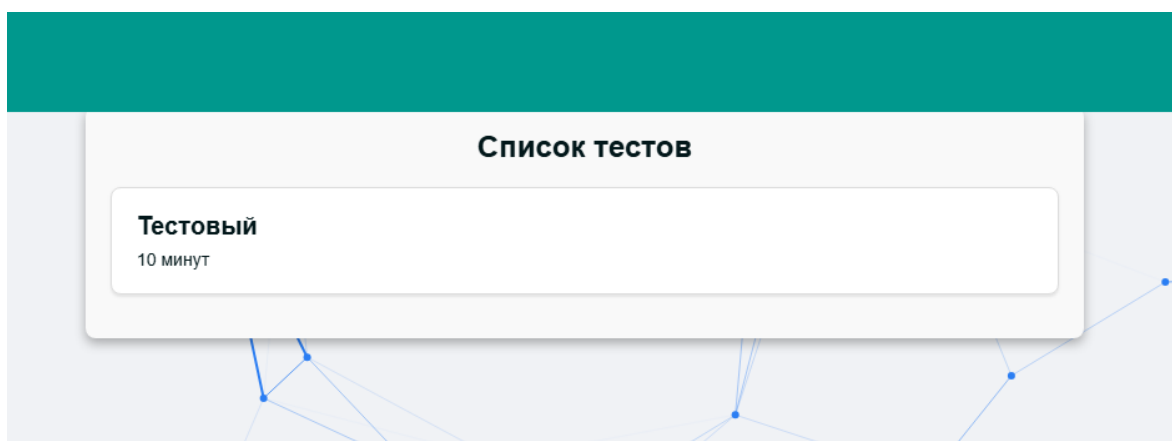 Список тестов
Тестовый
10 минут